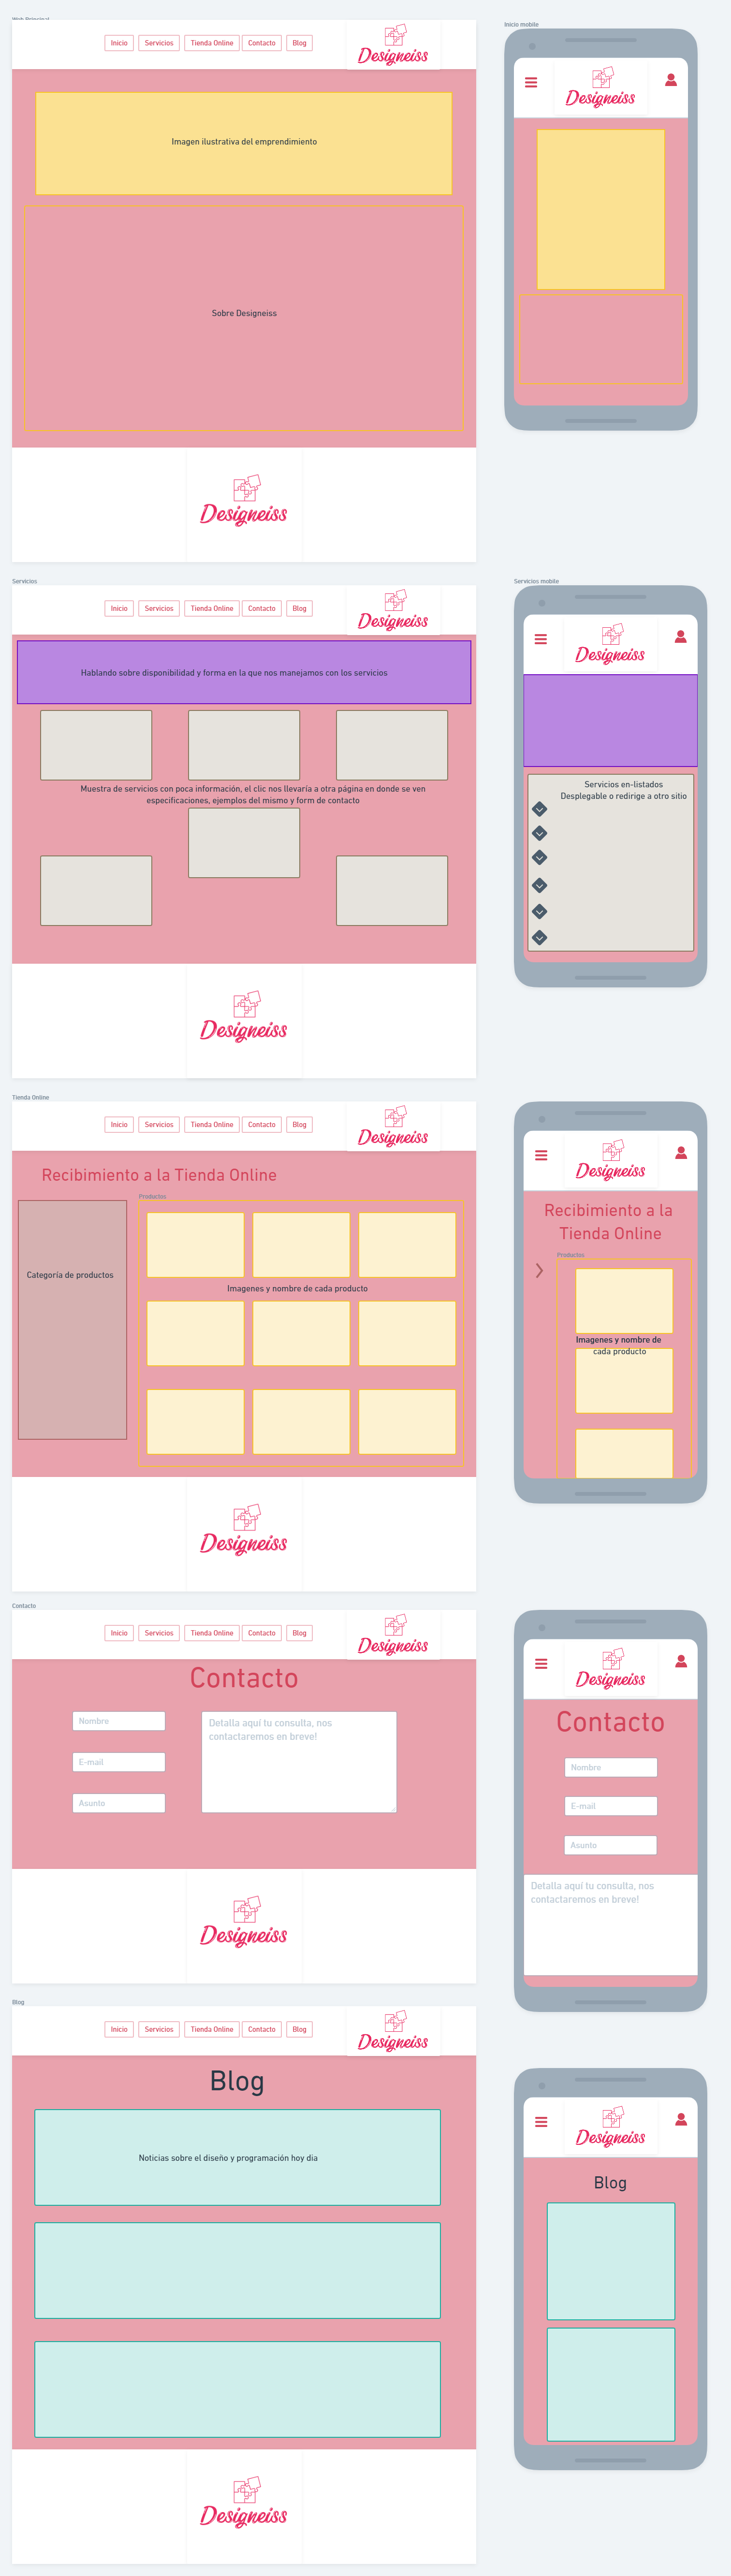 Web Principal
Inicio
Servicios
Tienda Online
Contacto
Blog
Designeiss
Imagen ilustrativa del emprendimiento
Sobre Designeiss
Designeiss
Inicio mobile
Designeiss
Servicios
Inicio
Servicios
Tienda Online
Contacto
Blog
Designeiss
Hablando sobre disponibilidad y forma en la que nos manejamos con los servicios
Muestra de servicios con poca información, el clic nos llevaría a otra página en donde se ven
especificaciones, ejemplos del mismo y form de contacto
Designeiss
Servicios mobile
Designeiss
Servicios en-listados
Desplegable o redirige a otro sitio
Tienda Online
Inicio
Servicios
Tienda Online
Contacto
Blog
Designeiss
Recibimiento a la Tienda Online
Productos
Categoría de productos
Imagenes y nombre de cada producto
Designeiss
Designeiss
Recibimiento a la
Tienda Online
Productos
Imagenes y nombre de
cada producto
Contacto
Inicio
Servicios
Tienda Online
Contacto
Blog
Designeiss
Contacto
Nombre
E-mail
Asunto
Detalla aquí tu consulta, nos
contactaremos en breve!
Designeiss
Designeiss
Contacto
Nombre
E-mail
Asunto
Detalla aquí tu consulta, nos
contactaremos en breve!
Blog
Inicio
Servicios
Tienda Online
Contacto
Blog
Designeiss
Blog
Noticias sobre el diseño y programación hoy dia
Designeiss
Designeiss
Blog